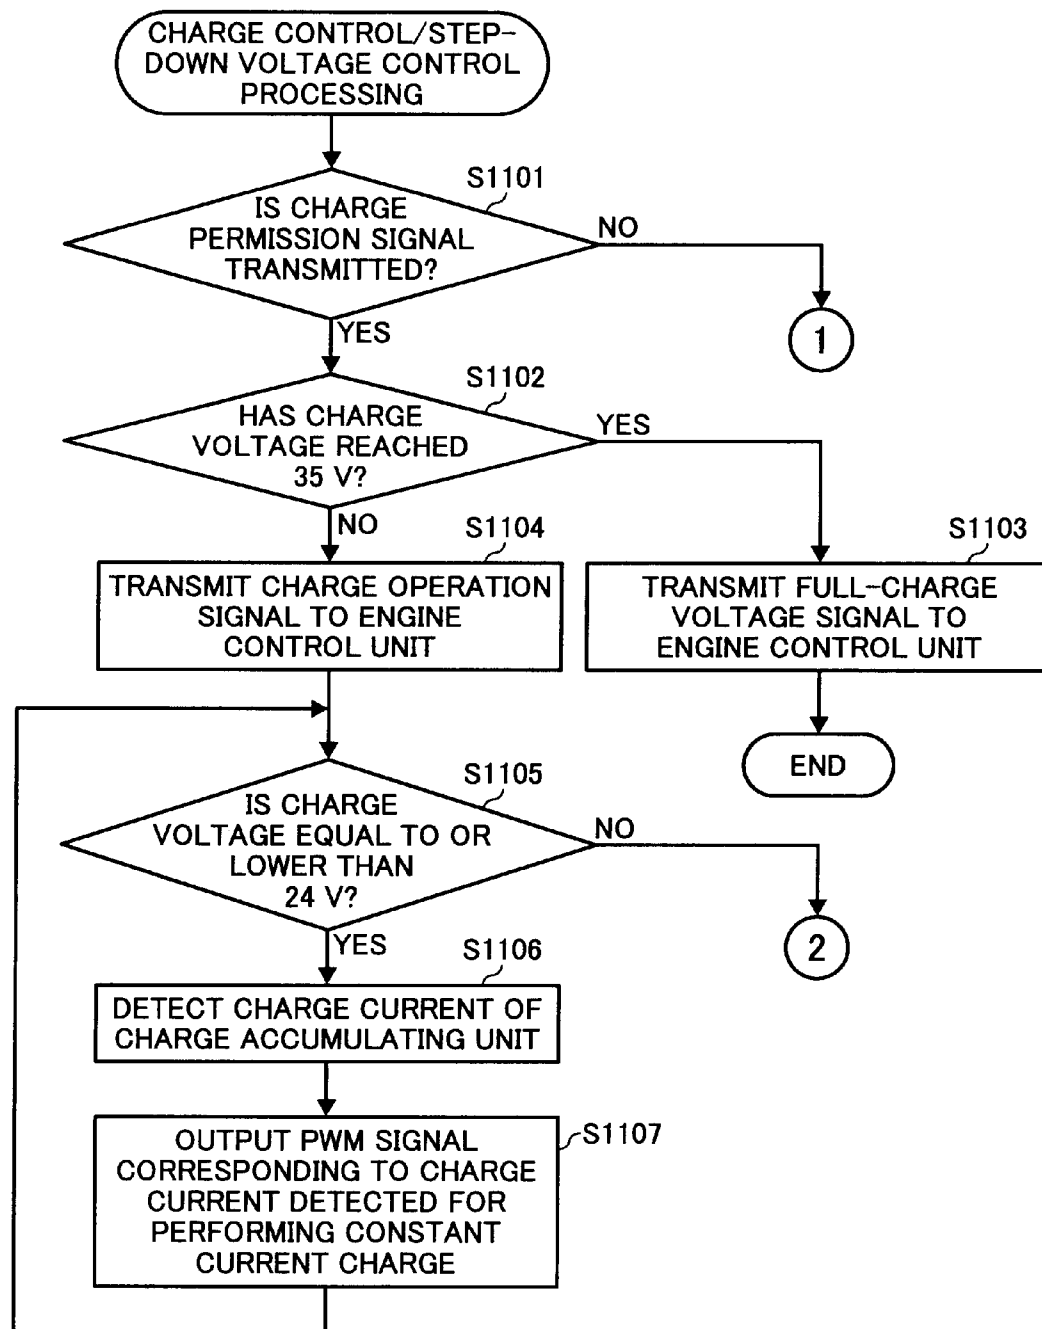 CHARGE CONTROL/STEP-
DOWN VOLTAGE CONTROL
PROCESSING
S1101
IS CHARGE
PERMISSION SIGNAL
TRANSMITTED?
NO
1
YES
S1102
HAS CHARGE
VOLTAGE REACHED
35 V?
YES
NO
S1104
TRANSMIT CHARGE OPERATION
SIGNAL TO ENGINE
CONTROL UNIT
S1103
TRANSMIT FULL-CHARGE
VOLTAGE SIGNAL TO
ENGINE CONTROL UNIT
END
S1105
IS CHARGE
VOLTAGE EQUAL TO OR
LOWER THAN
24 V?
NO
2
YES
S1106
DETECT CHARGE CURRENT OF
CHARGE ACCUMULATING UNIT
S1107
OUTPUT PWM SIGNAL
CORRESPONDING TO CHARGE
CURRENT DETECTED FOR
PERFORMING CONSTANT
CURRENT CHARGE